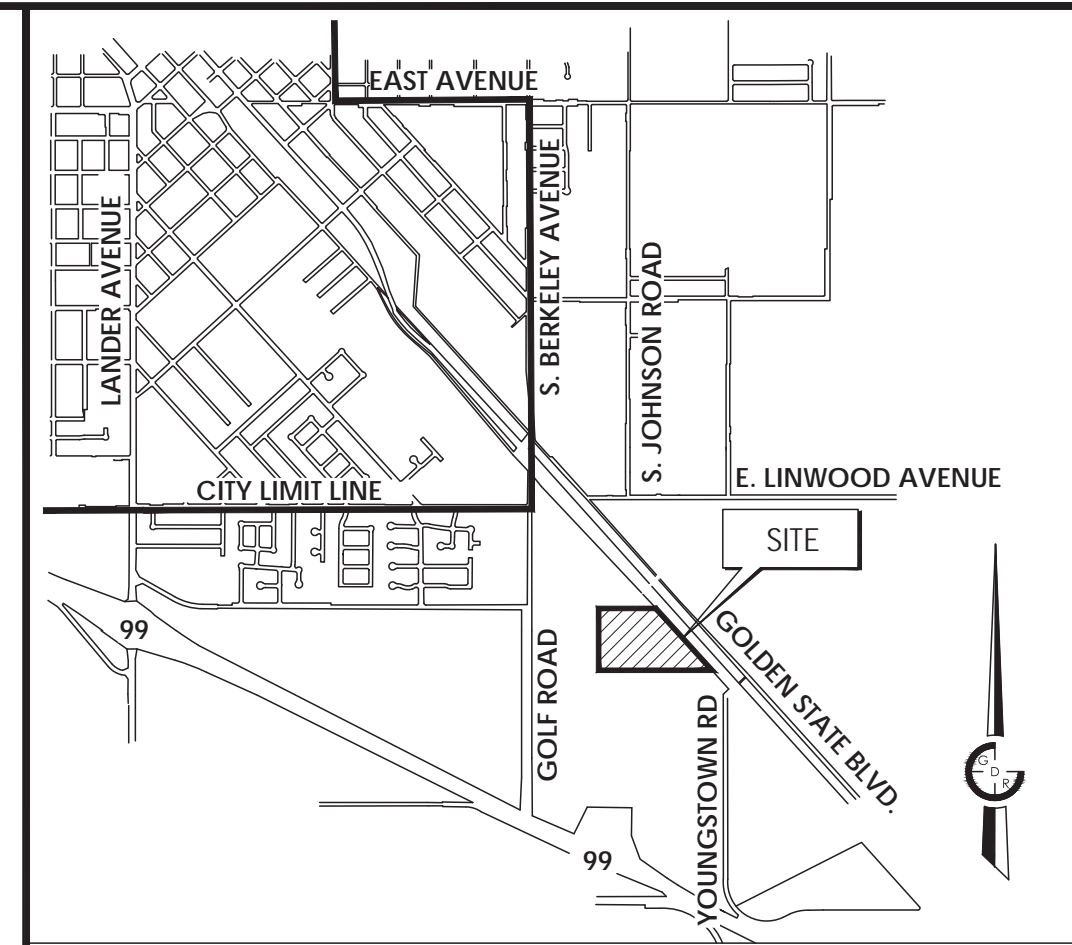 EAST AVENUE
LANDER AVENUE
S. BERKELEY AVENUE
S. JOHNSON ROAD
E. LINWOOD AVENUE
CITY LIMIT LINE
SITE
99
GOLF ROAD
GOLDEN STATE BLVD.
YOUNGSTOWN RD
G
D
R
99